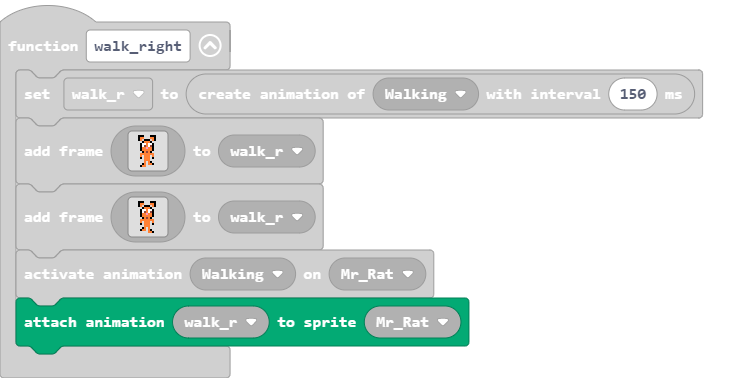 function walk_right
set walk_r to create animation of Walking with interval 150 ms
add frame to walk_r
add frame to walk_r
activate animation Walking on Mr_Rat
attach animation walk_r to sprite Mr_Rat